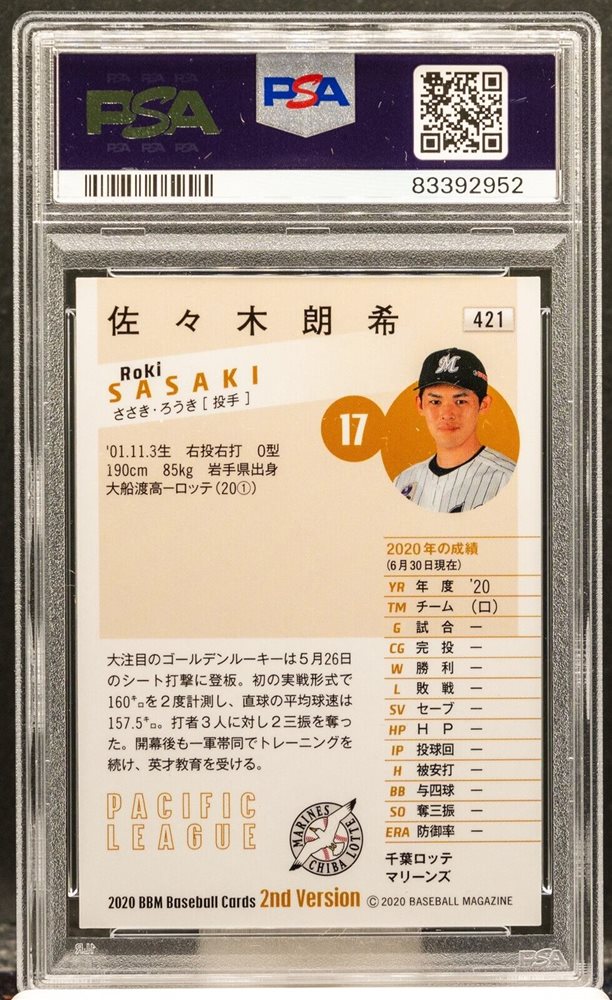 PSA
PSA
83392952
佐々木朗希
421
Roki
SASAKI
ささき・ろうき[投手]
17
'01.11.3生 右投右打 O型
190cm 85kg 岩手県出身
大船渡高ーロッテ(20①)
2020年の成績
(6月30日現在)
YR 年度 '20
TM チーム (ロ)
G 試合 ー
CG 完投 ー
W 勝利 ー
L 敗戦 ー
SV セーブ ー
HP HP ー
IP 投球回 ー
H 被安打 ー
BB 与四球 ー
SO 奪三振 ー
ERA 防御率 ー
千葉ロッテ
マリーンズ
大注目のゴールデンルーキーは5月26日
のシート打撃に登板。初の実戦形式で
160㌔を2度計測し、直球の平均球速は
157.5㌔。打者3人に対し2三振を奪っ
た。開幕後も一軍帯同でトレーニングを
続け、英才教育を受ける。
PACIFIC
LEAGUE
MARINES
CHIBA LOTTE
2020 BBM Baseball Cards 2nd Version ©2020 BASEBALL MAGAZINE
PSA